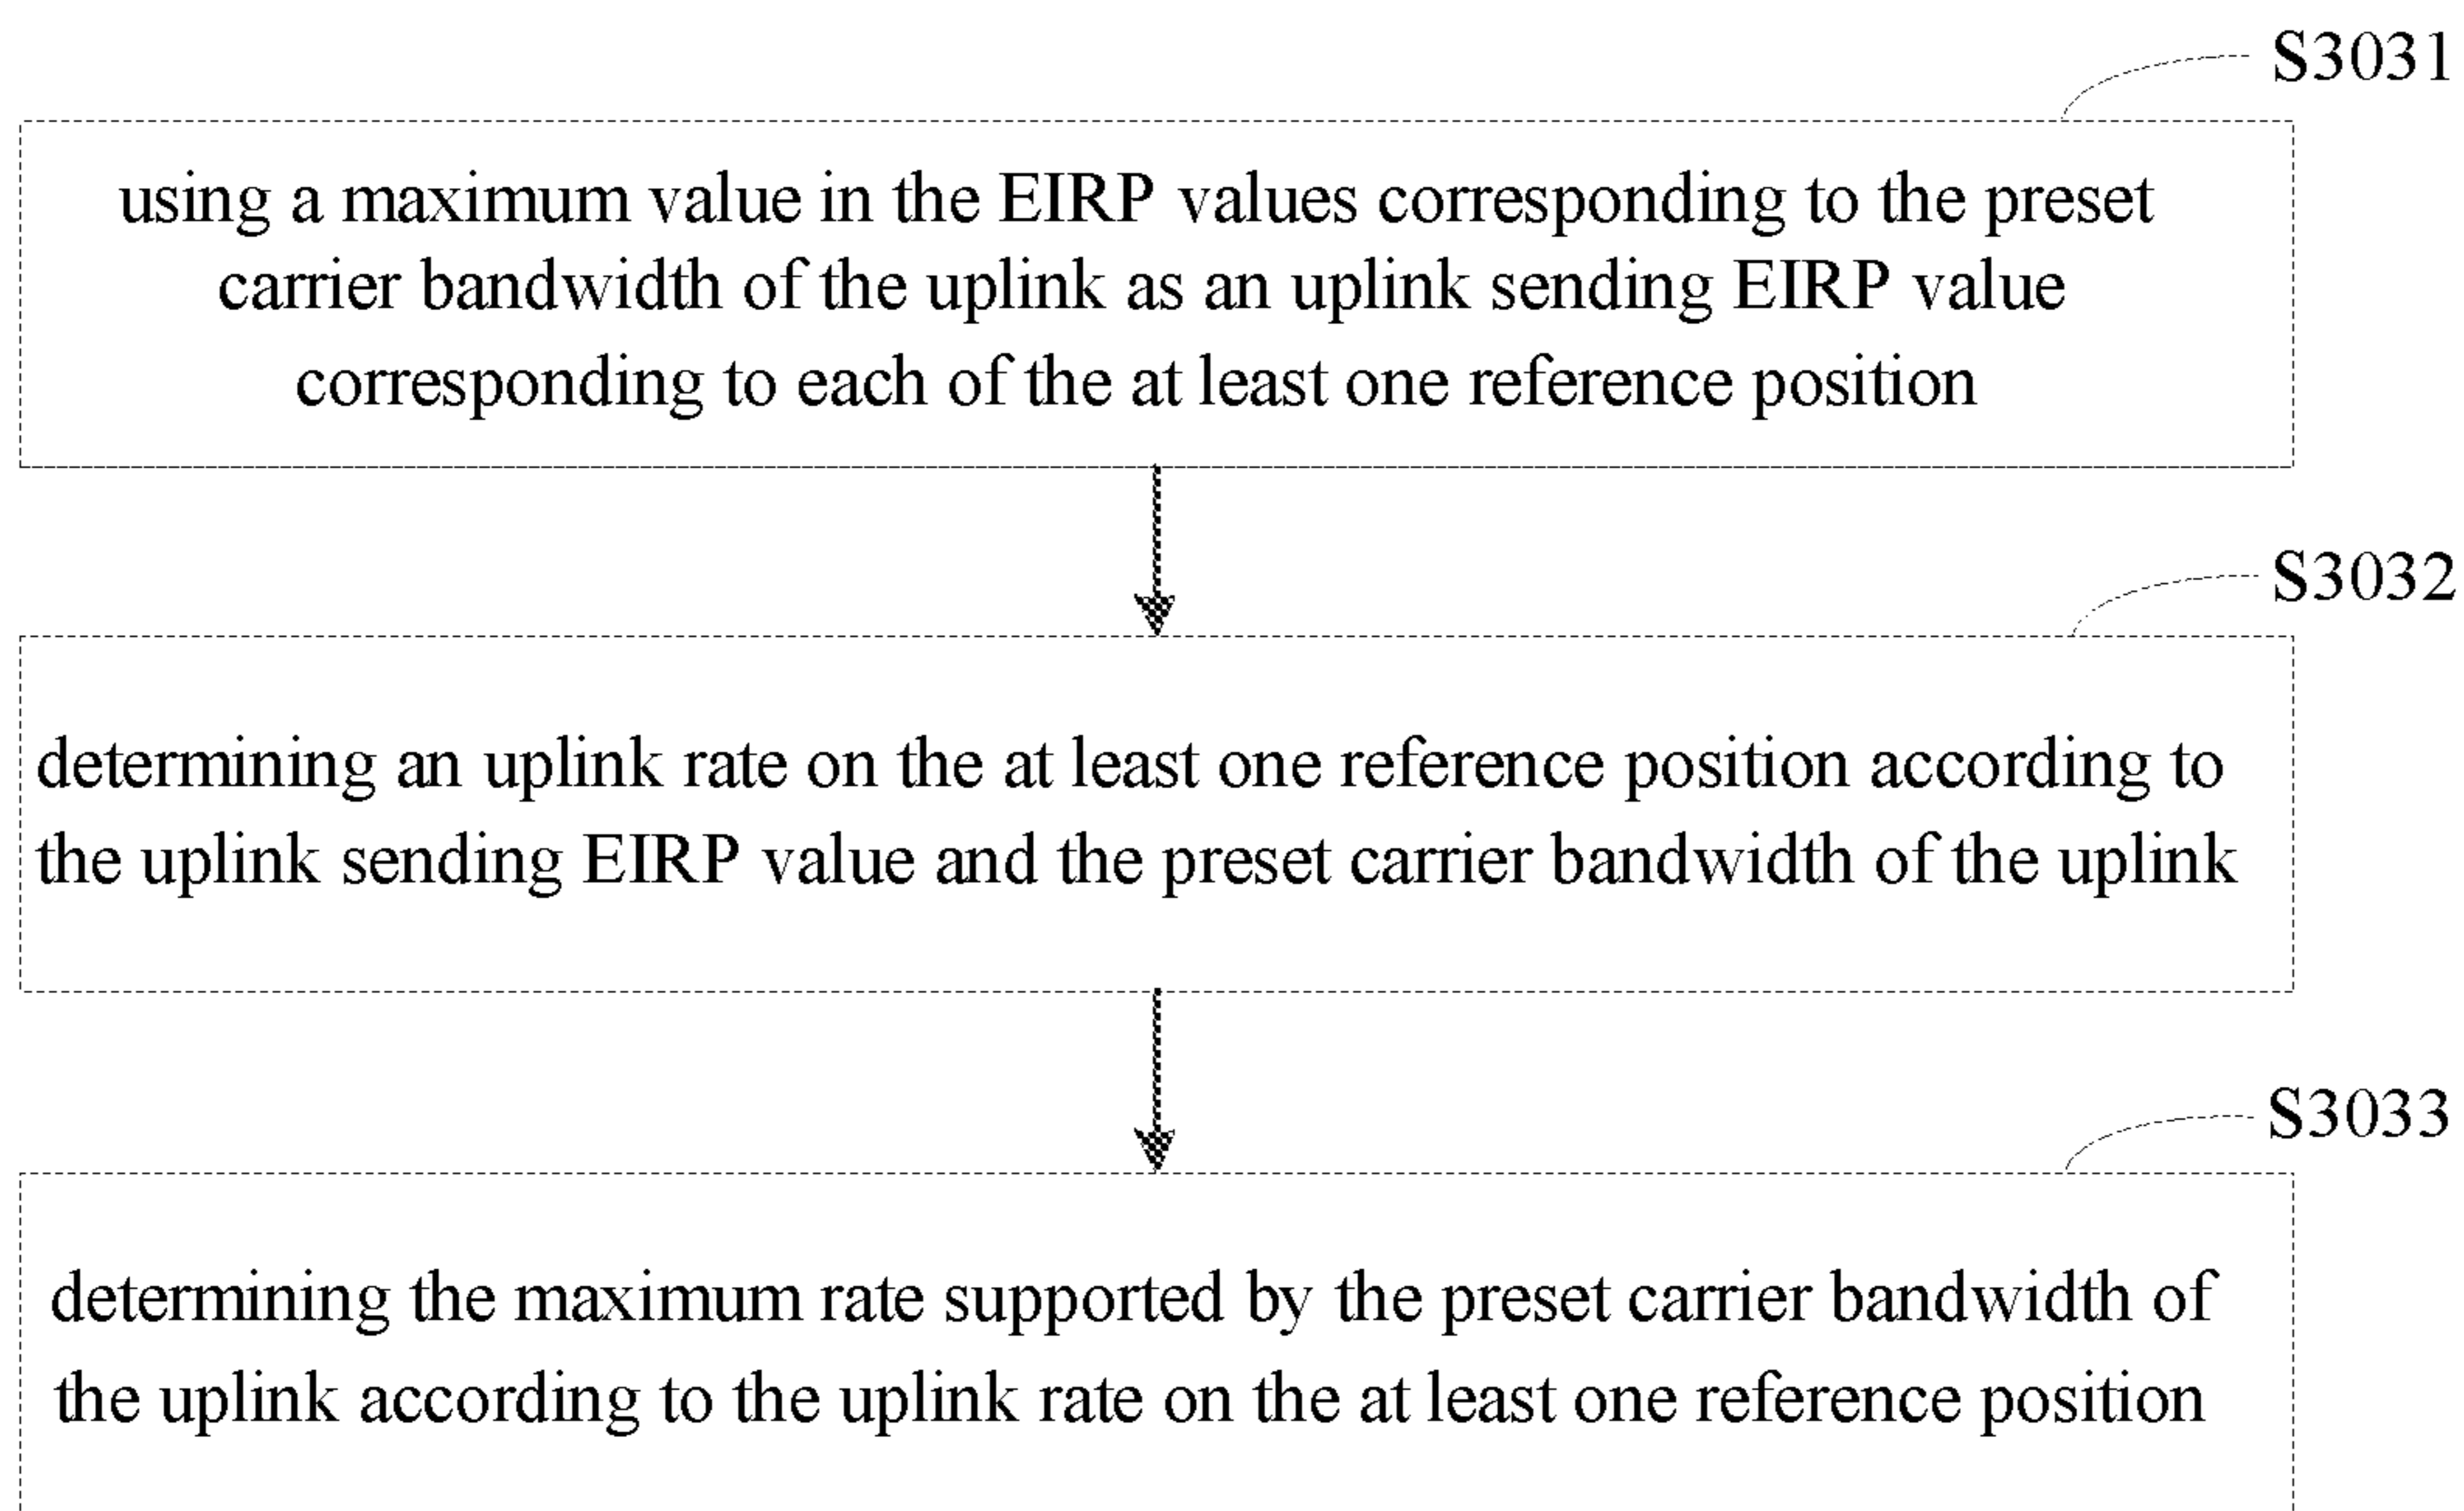 S3031
using a maximum value in the EIRP values corresponding to the preset
carrier bandwidth of the uplink as an uplink sending EIRP value
corresponding to each of the at least one reference position
S3032
determining an uplink rate on the at least one reference position according to
the uplink sending EIRP value and the preset carrier bandwidth of the uplink
S3033
determining the maximum rate supported by the preset carrier bandwidth of
the uplink according to the uplink rate on the at least one reference position